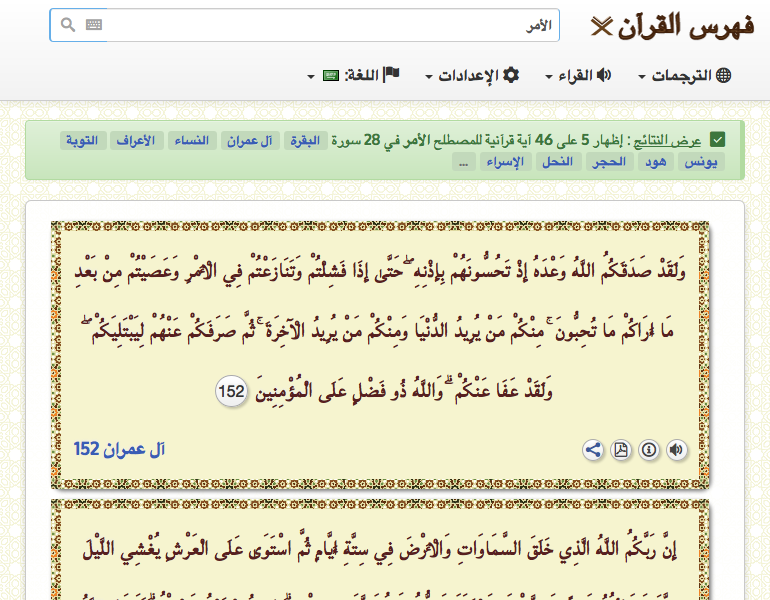 فهرس القرآن
الأمر
الترجمات القراء الإعدادات اللغة:
عرض النتائج : إظهار 5 على 46 آية قرآنية للمصطلح الأمر في 28 سورة البقرة آل عمران النساء الأعراف التوبة
يونس هود الحجر النحل الإسراء ...
وَلَقَدْ صَدَقَكُمُ اللَّهُ وَعْدَهُ إِذْ تَحُسُّونَهُمْ بِإِذْنِهِ ۖ حَتَّىٰ إِذَا فَشِلْتُمْ وَتَنَازَعْتُمْ فِي الْأَمْرِ وَعَصَيْتُمْ مِنْ بَعْدِ
مَا أَرَاكُمْ مَا تُحِبُّونَ ۚ مِنْكُمْ مَنْ يُرِيدُ الدُّنْيَا وَمِنْكُمْ مَنْ يُرِيدُ الْآخِرَةَ ۚ ثُمَّ صَرَفَكُمْ عَنْهُمْ لِيَبْتَلِيَكُمْ ۖ
وَلَقَدْ عَفَا عَنْكُمْ ۗ وَاللَّهُ ذُو فَضْلٍ عَلَى الْمُؤْمِنِينَ 152
آل عمران 152
إِنَّ رَبَّكُمُ اللَّهُ الَّذِي خَلَقَ السَّمَاوَاتِ وَالْأَرْضَ فِي سِتَّةِ أَيَّامٍ ثُمَّ اسْتَوَىٰ عَلَى الْعَرْشِ يُغْشِي اللَّيْلَ